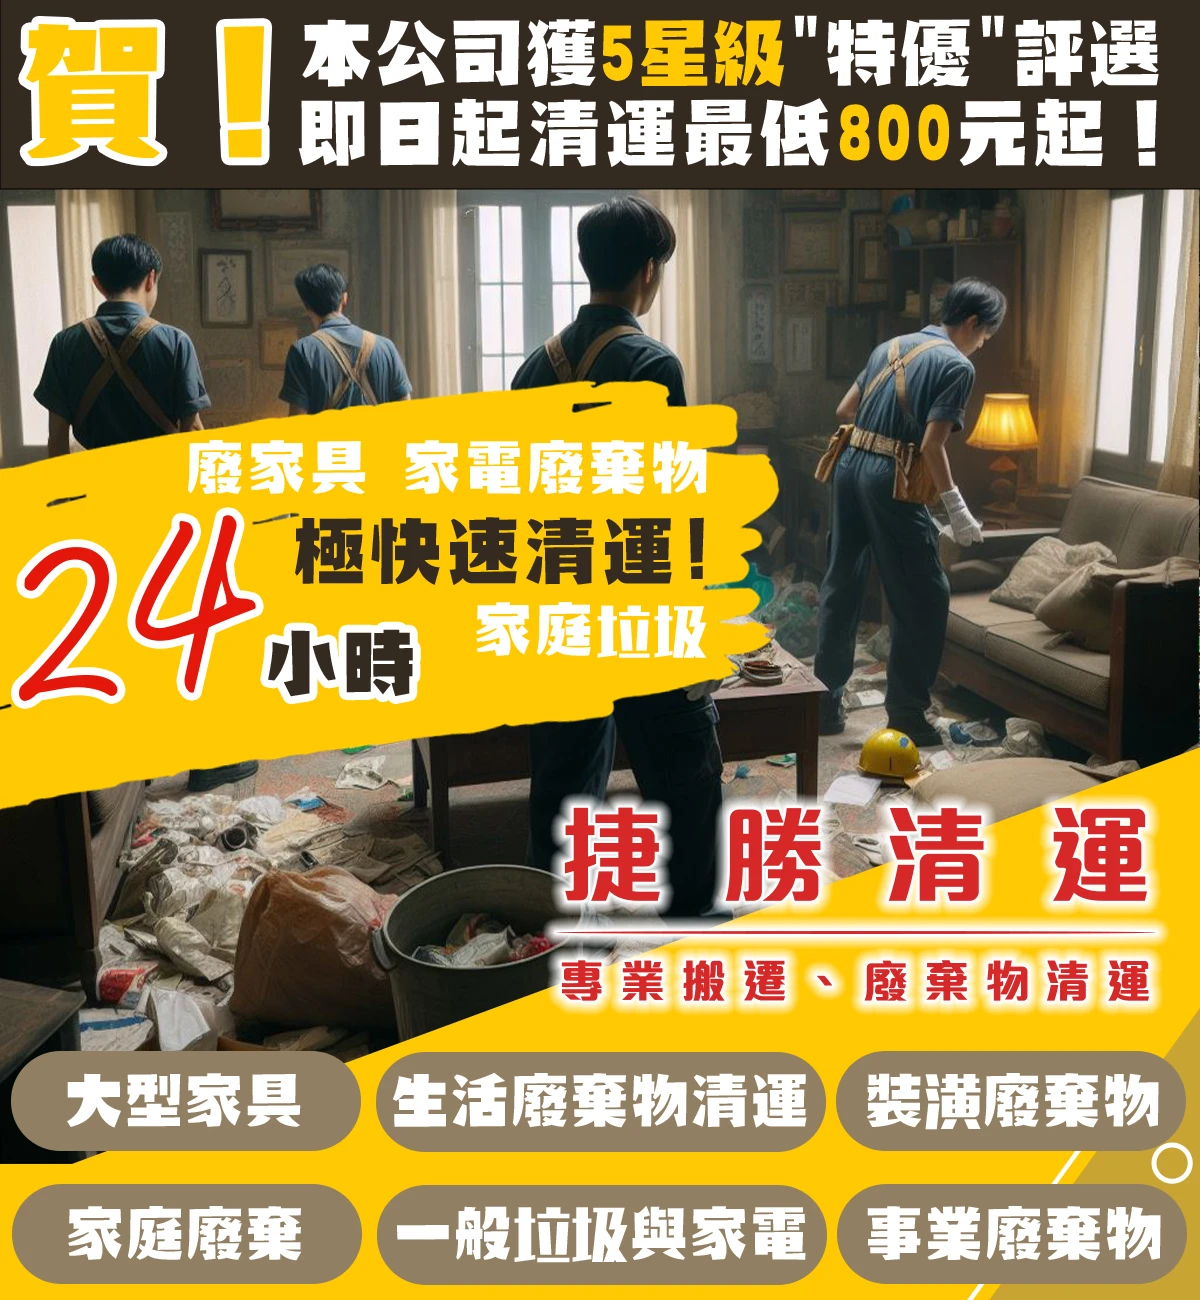 賀！
本公司獲5星級"特優"評選
即日起清運最低800元起！
廢家具 家電廢棄物
極快速清運!
24小時
家庭垃圾
捷勝清運
專業搬遷、廢棄物清運
大型家具
生活廢棄物清運
裝潢廢棄物
家庭廢棄
一般垃圾與家電
事業廢棄物